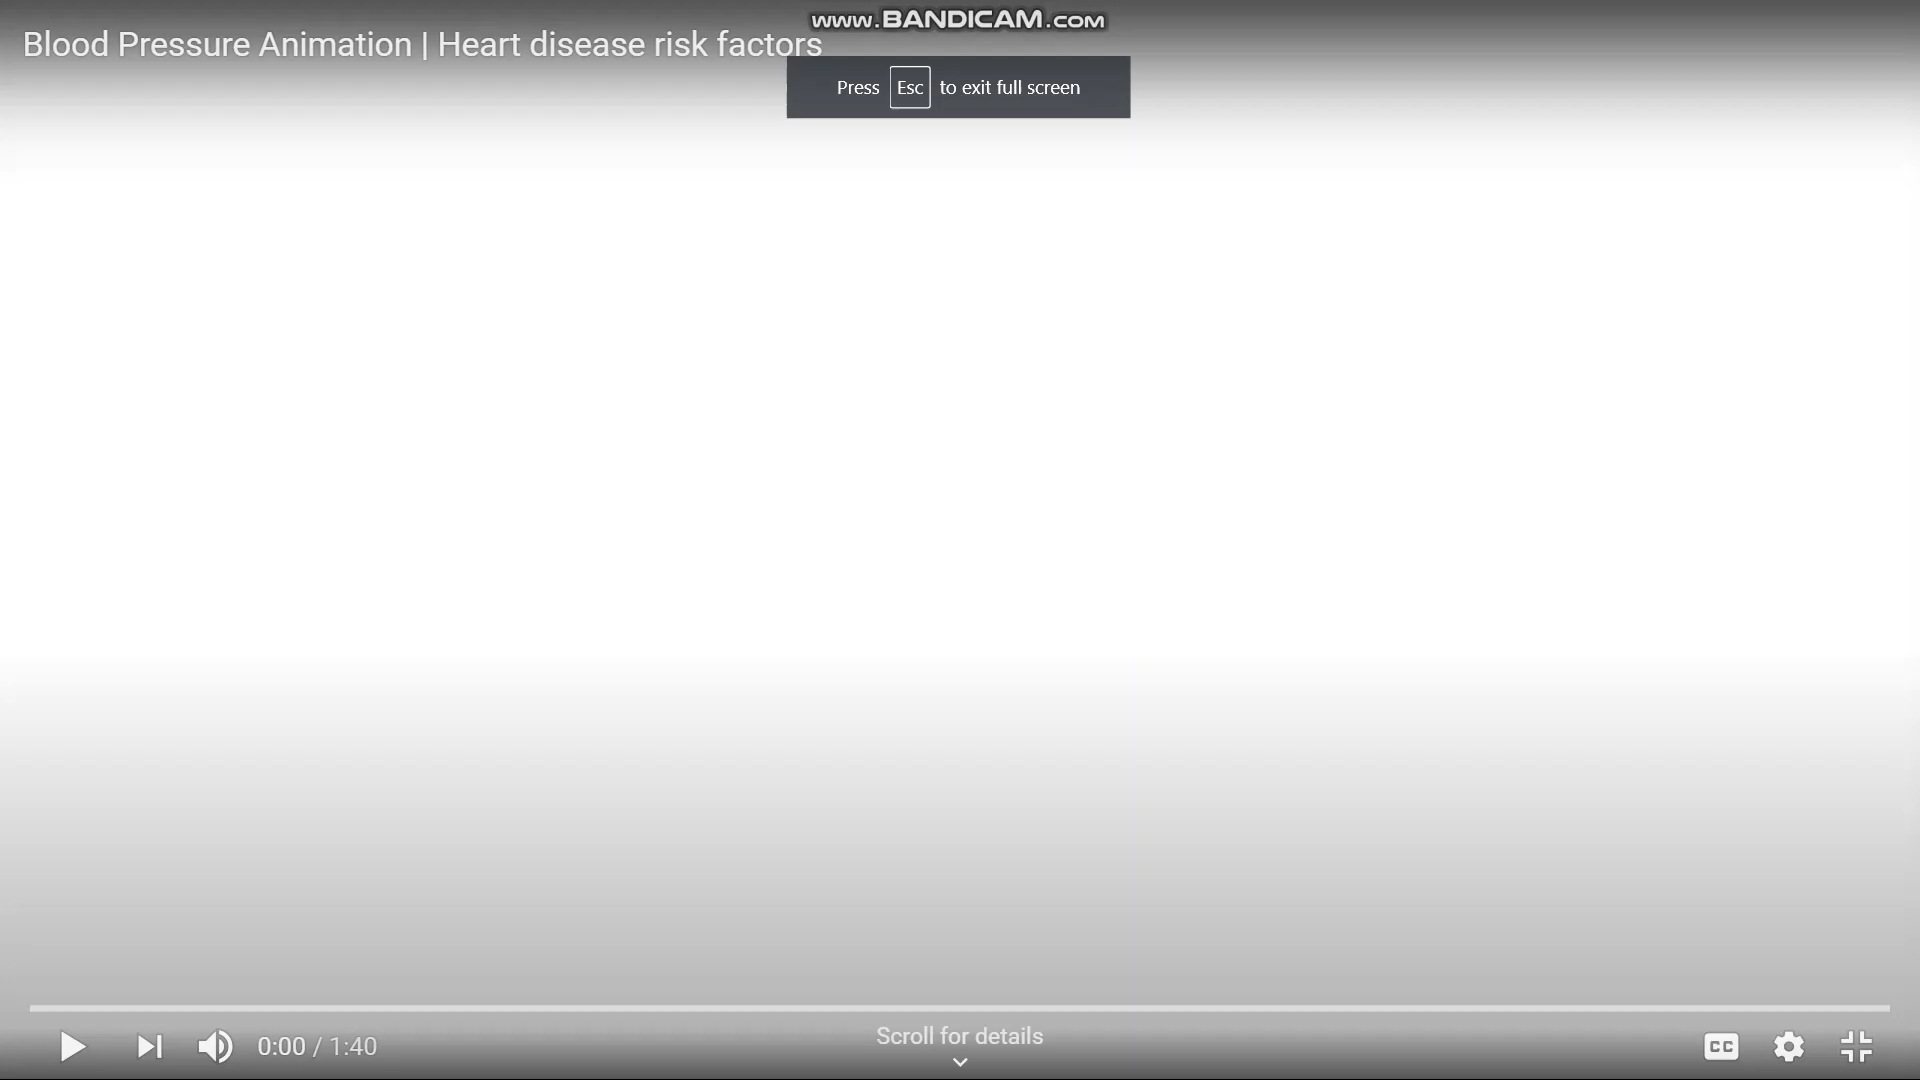 www.BANDICAM.com
Blood Pressure Animation | Heart disease risk factors
Press Esc to exit full screen
Scroll for details
0:00 / 1:40
CC